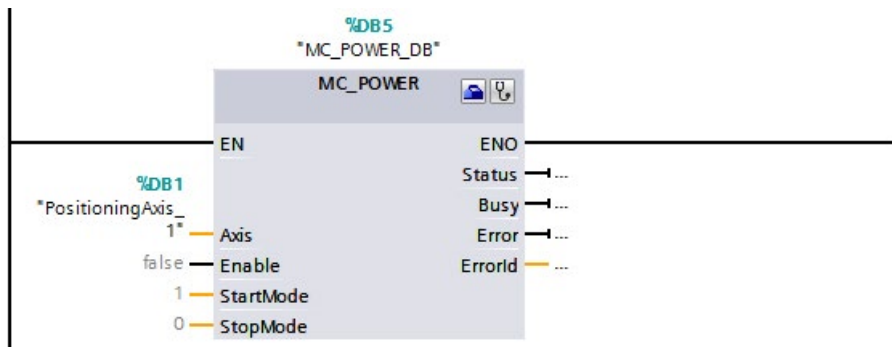 %DB5
"MC_POWER_DB"
MC_POWER
EN ENO
Status ...
%DB1
"PositioningAxis_
Busy ...
1" Axis Error ...
false Enable ErrorId ...
1 StartMode
0 StopMode